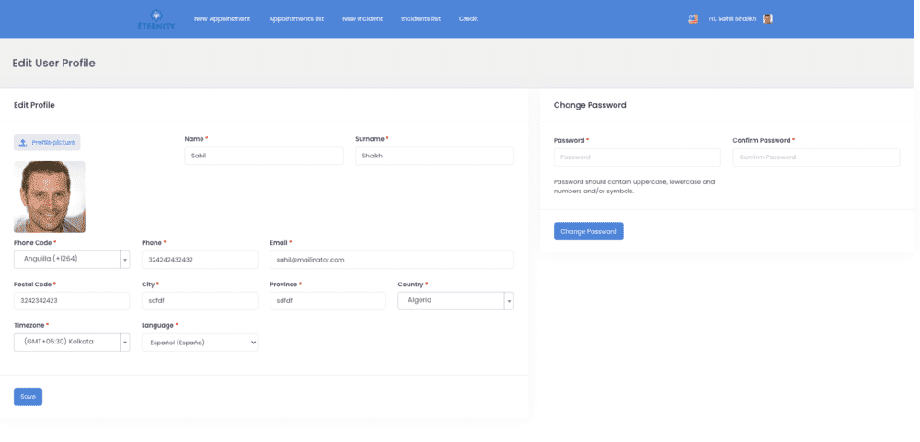 ETERNITY
New Appointment
Appointments list
New Incident
Incidents list
Hi, Sahil Shaikh
Edit User Profile
Edit Profile
Profile picture
Name *
Surname *
Sahil
Shaikh
Phone Code *
Phone *
Email *
Anguilla (+1264)
324242432432
sahil@mailinator.com
Postal Code *
City *
Province *
Country *
3242342423
scfdf
sdfdf
Algeria
Timezone *
Language *
(GMT+05:30) Kolkata
Español (España)
Save
Change Password
Password *
Confirm Password *
Password
Confirm Password
Password should contain uppercase, lowercase and
numbers and/or symbols.
Change Password